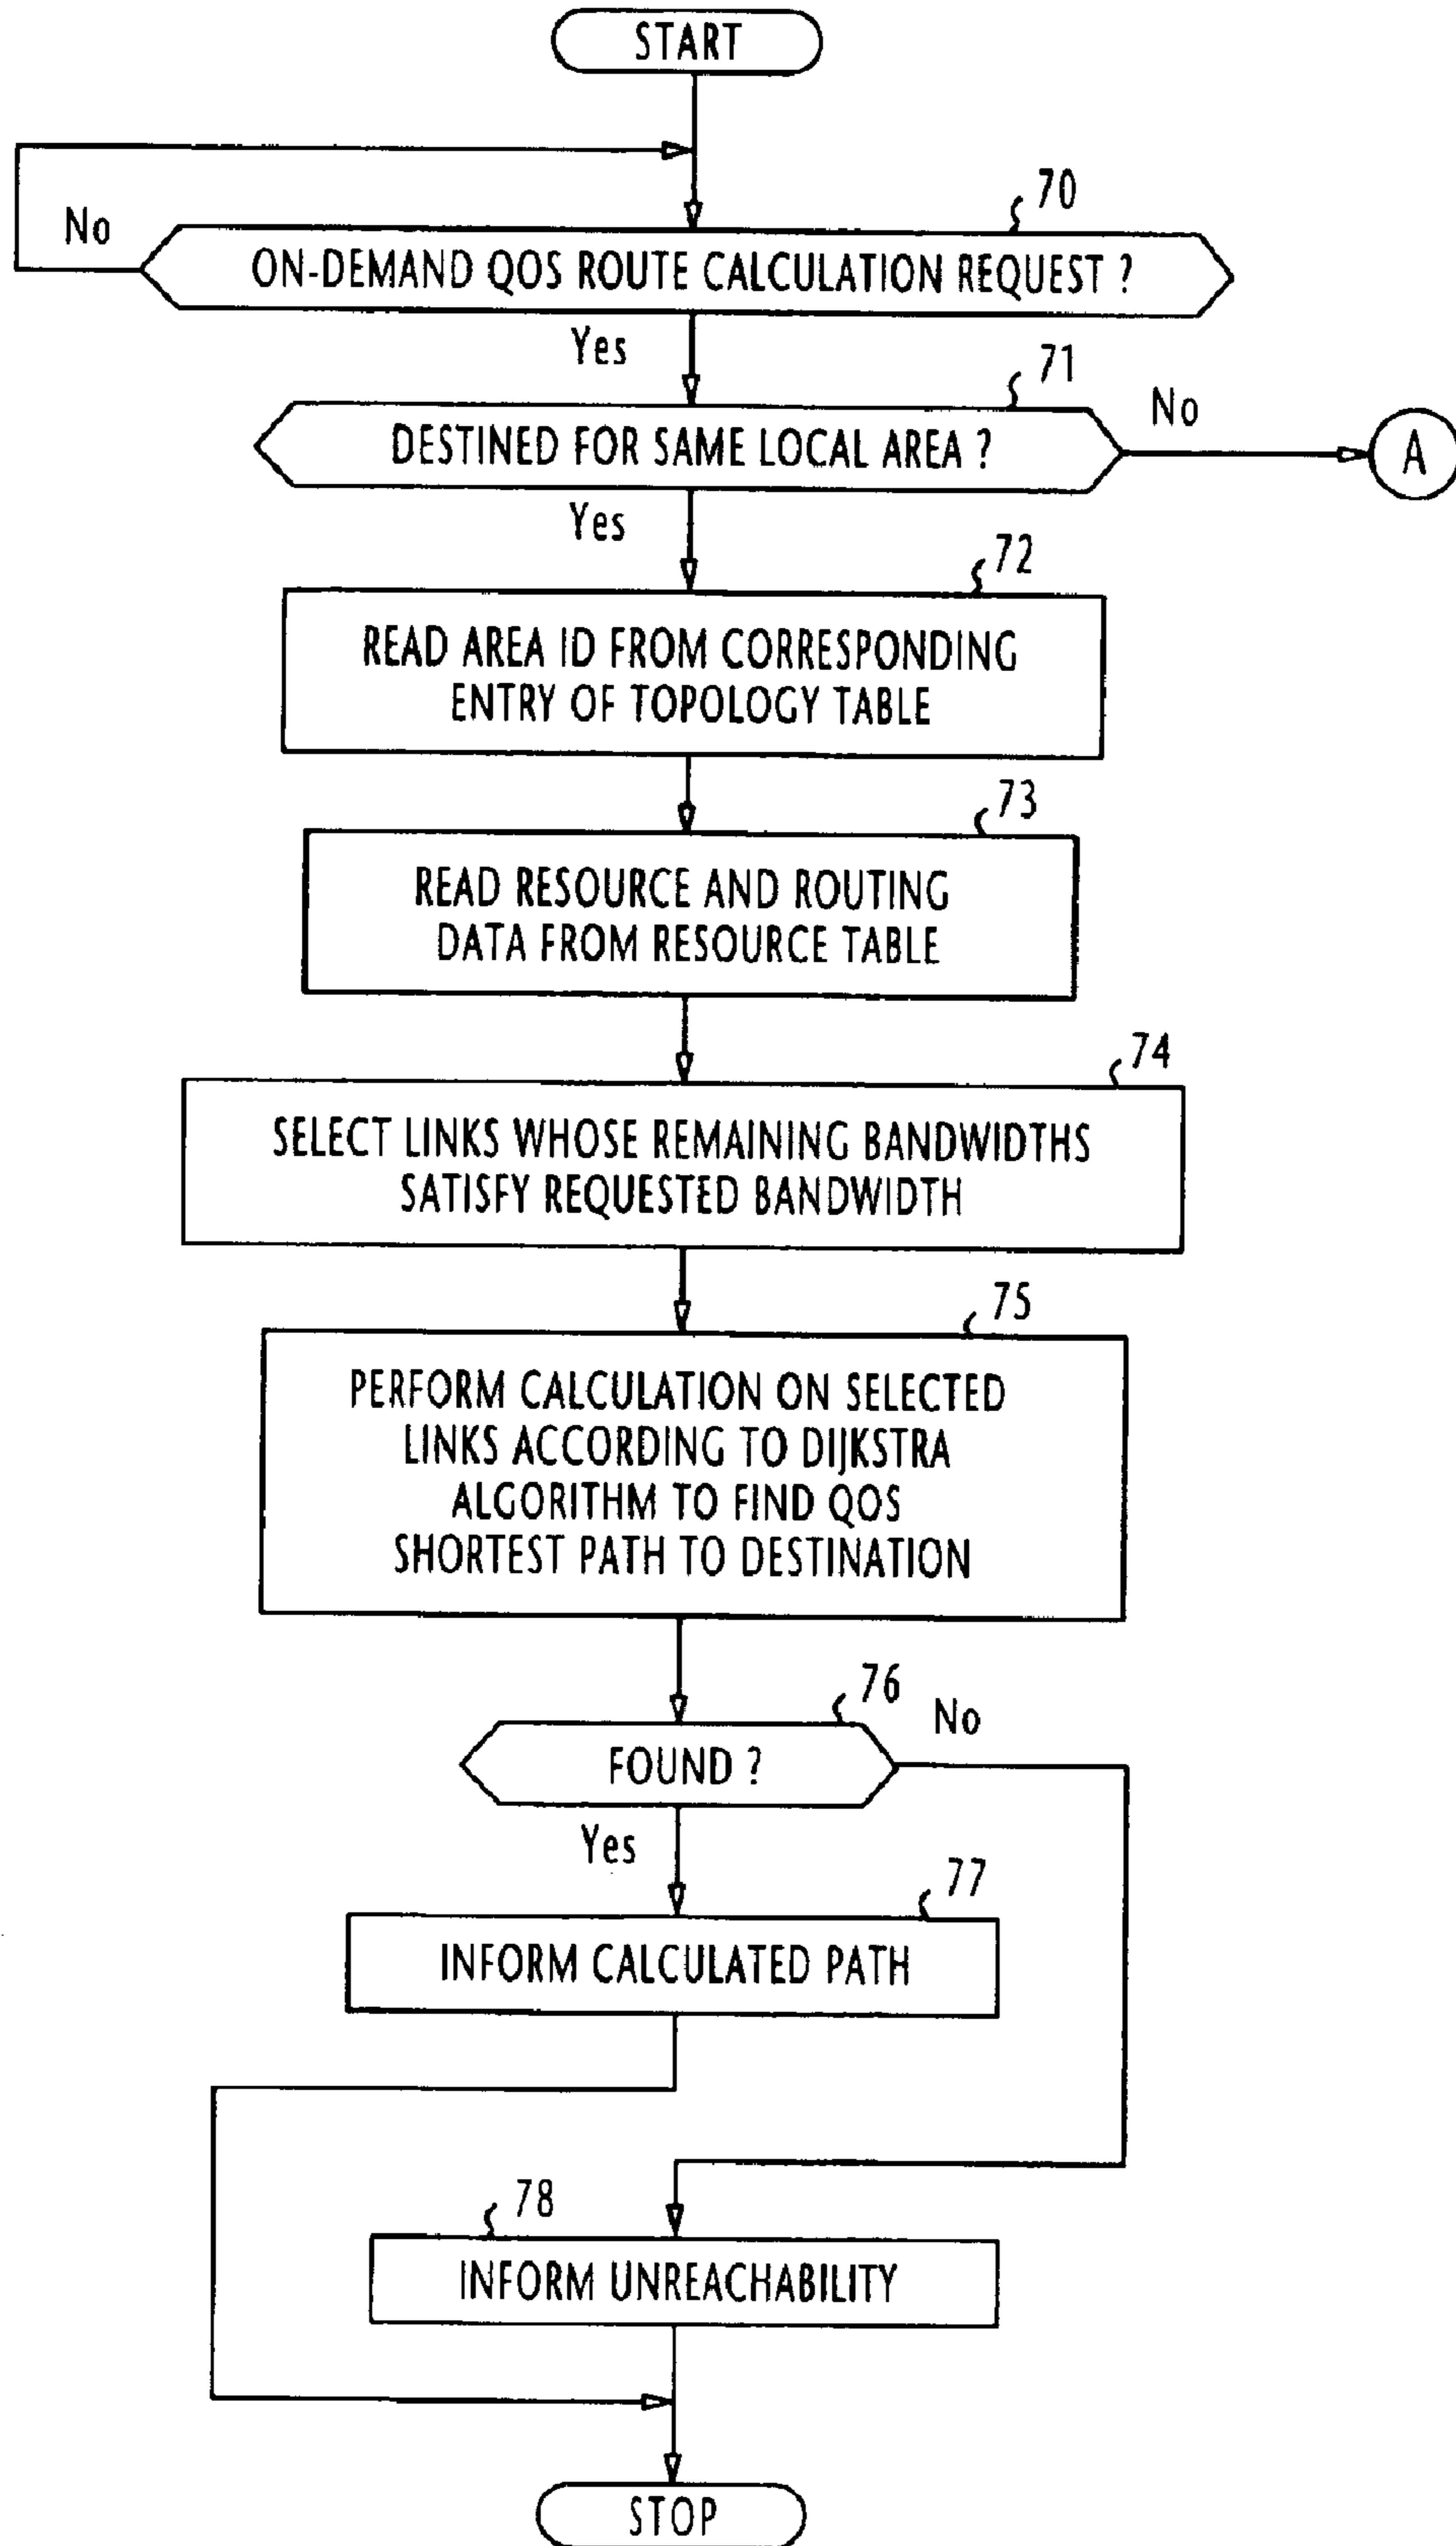 START
70
No
ON-DEMAND QOS ROUTE CALCULATION REQUEST ?
Yes
71
No
DESTINED FOR SAME LOCAL AREA ?
A
Yes
72
READ AREA ID FROM CORRESPONDING
ENTRY OF TOPOLOGY TABLE
73
READ RESOURCE AND ROUTING
DATA FROM RESOURCE TABLE
74
SELECT LINKS WHOSE REMAINING BANDWIDTHS
SATISFY REQUESTED BANDWIDTH
75
PERFORM CALCULATION ON SELECTED
LINKS ACCORDING TO DIJKSTRA
ALGORITHM TO FIND QOS
SHORTEST PATH TO DESTINATION
76
No
FOUND ?
Yes
77
INFORM CALCULATED PATH
78
INFORM UNREACHABILITY
STOP